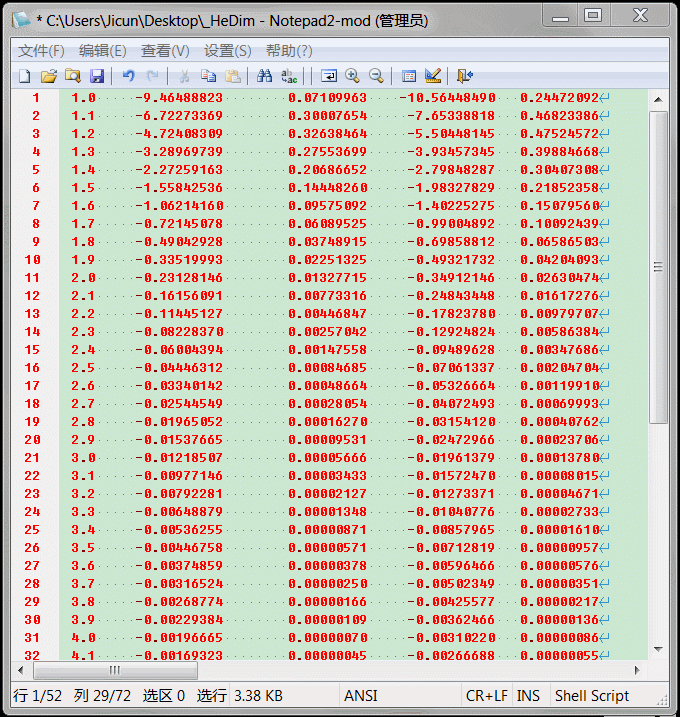 * C:\Users\Jicun\Desktop\_HeDim - Notepad2-mod (管理员)
文件(F) 编辑(E) 查看(V) 设置(S) 帮助(?)
1 1.0 -9.46488823 0.07109963 -10.56448490 0.24472092
2 1.1 -6.72273369 0.30007654 -7.65338818 0.46823386
3 1.2 -4.72408309 0.32638464 -5.50448145 0.47524572
4 1.3 -3.28969739 0.27553699 -3.93457345 0.39884668
5 1.4 -2.27259163 0.20686652 -2.79848287 0.30407308
6 1.5 -1.55842536 0.14448260 -1.98327829 0.21852358
7 1.6 -1.06214160 0.09575092 -1.40225275 0.15079560
8 1.7 -0.72145078 0.06089525 -0.99004892 0.10092439
9 1.8 -0.49042928 0.03748915 -0.69858812 0.06586503
10 1.9 -0.33519993 0.02251325 -0.49321732 0.04204093
11 2.0 -0.23128146 0.01327715 -0.34912146 0.02630474
12 2.1 -0.16156091 0.00773316 -0.24843448 0.01617276
13 2.2 -0.11445127 0.00446847 -0.17823780 0.00979707
14 2.3 -0.08228370 0.00257042 -0.12924824 0.00586384
15 2.4 -0.06004394 0.00147558 -0.09489628 0.00347686
16 2.5 -0.04446312 0.00084685 -0.07061337 0.00204704
17 2.6 -0.03340142 0.00048664 -0.05326664 0.00119910
18 2.7 -0.02544549 0.00028054 -0.04072493 0.00069993
19 2.8 -0.01965052 0.00016270 -0.03154120 0.00040762
20 2.9 -0.01537665 0.00009531 -0.02472966 0.00023706
21 3.0 -0.01218507 0.00005666 -0.01961379 0.00013780
22 3.1 -0.00977146 0.00003433 -0.01572470 0.00008015
23 3.2 -0.00792281 0.00002127 -0.01273371 0.00004671
24 3.3 -0.00648879 0.00001348 -0.01040776 0.00002733
25 3.4 -0.00536255 0.00000871 -0.00857965 0.00001610
26 3.5 -0.00446758 0.00000571 -0.00712819 0.00000957
27 3.6 -0.00374859 0.00000378 -0.00596466 0.00000576
28 3.7 -0.00316524 0.00000250 -0.00502349 0.00000351
29 3.8 -0.00268774 0.00000166 -0.00425577 0.00000217
30 3.9 -0.00229384 0.00000109 -0.00362466 0.00000136
31 4.0 -0.00196665 0.00000070 -0.00310220 0.00000086
32 4.1 -0.00169323 0.00000045 -0.00266688 0.00000055
行 1/52 列 29/72 选区 0 选行 3.38 KB ANSI CR+LF INS Shell Script